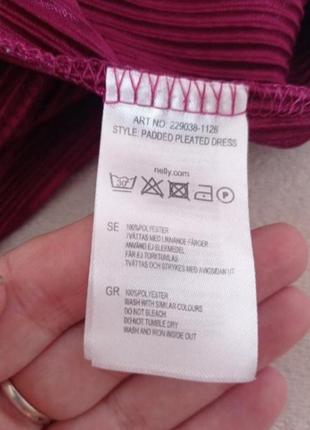 ART NO: 229038-1126
STYLE: PADDED PLEATED DRESS
nelly.com
30°
P
SE 100%POLYESTER
TVÄTTAS MED LIKNANDE FÄRGER
ANVÄND EJ BLEKMEDEL
FÅR EJ TORKTUMLAS
TVÄTTAS OCH STRYKES MED AVIGSIDAN UT
GR 100%POLYESTER
WASH WITH SIMILAR COLOURS
DO NOT BLEACH
DO NOT TUMBLE DRY
WASH AND IRON INSIDE OUT